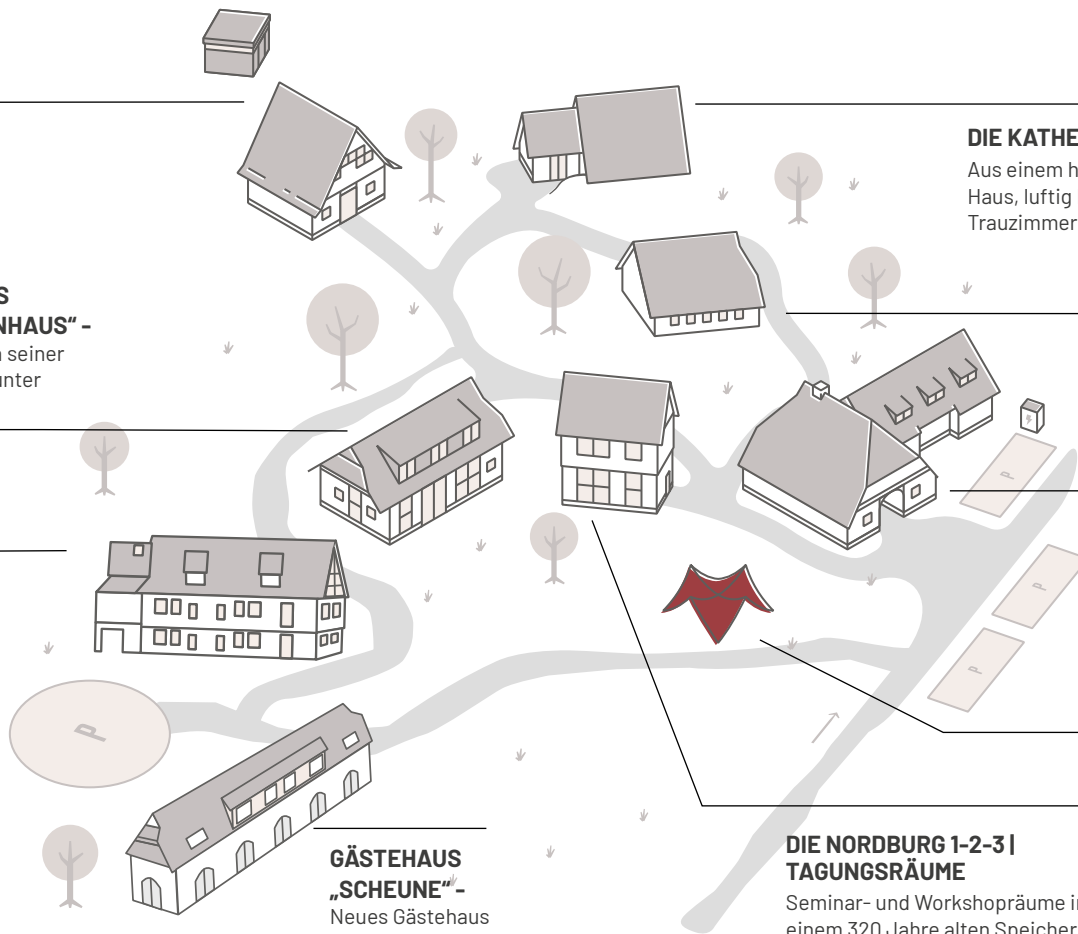 DIE KATHE
Aus einem h
Haus, luftig
Trauzimmer
S
NHAUS“ -
seiner
unter
P
P
P
P
GÄSTEHAUS
„SCHEUNE“ -
Neues Gästehaus
DIE NORDBURG 1-2-3 |
TAGUNGSRÄUME
Seminar- und Workshopräume in
einem 320 Jahre alten Speicher